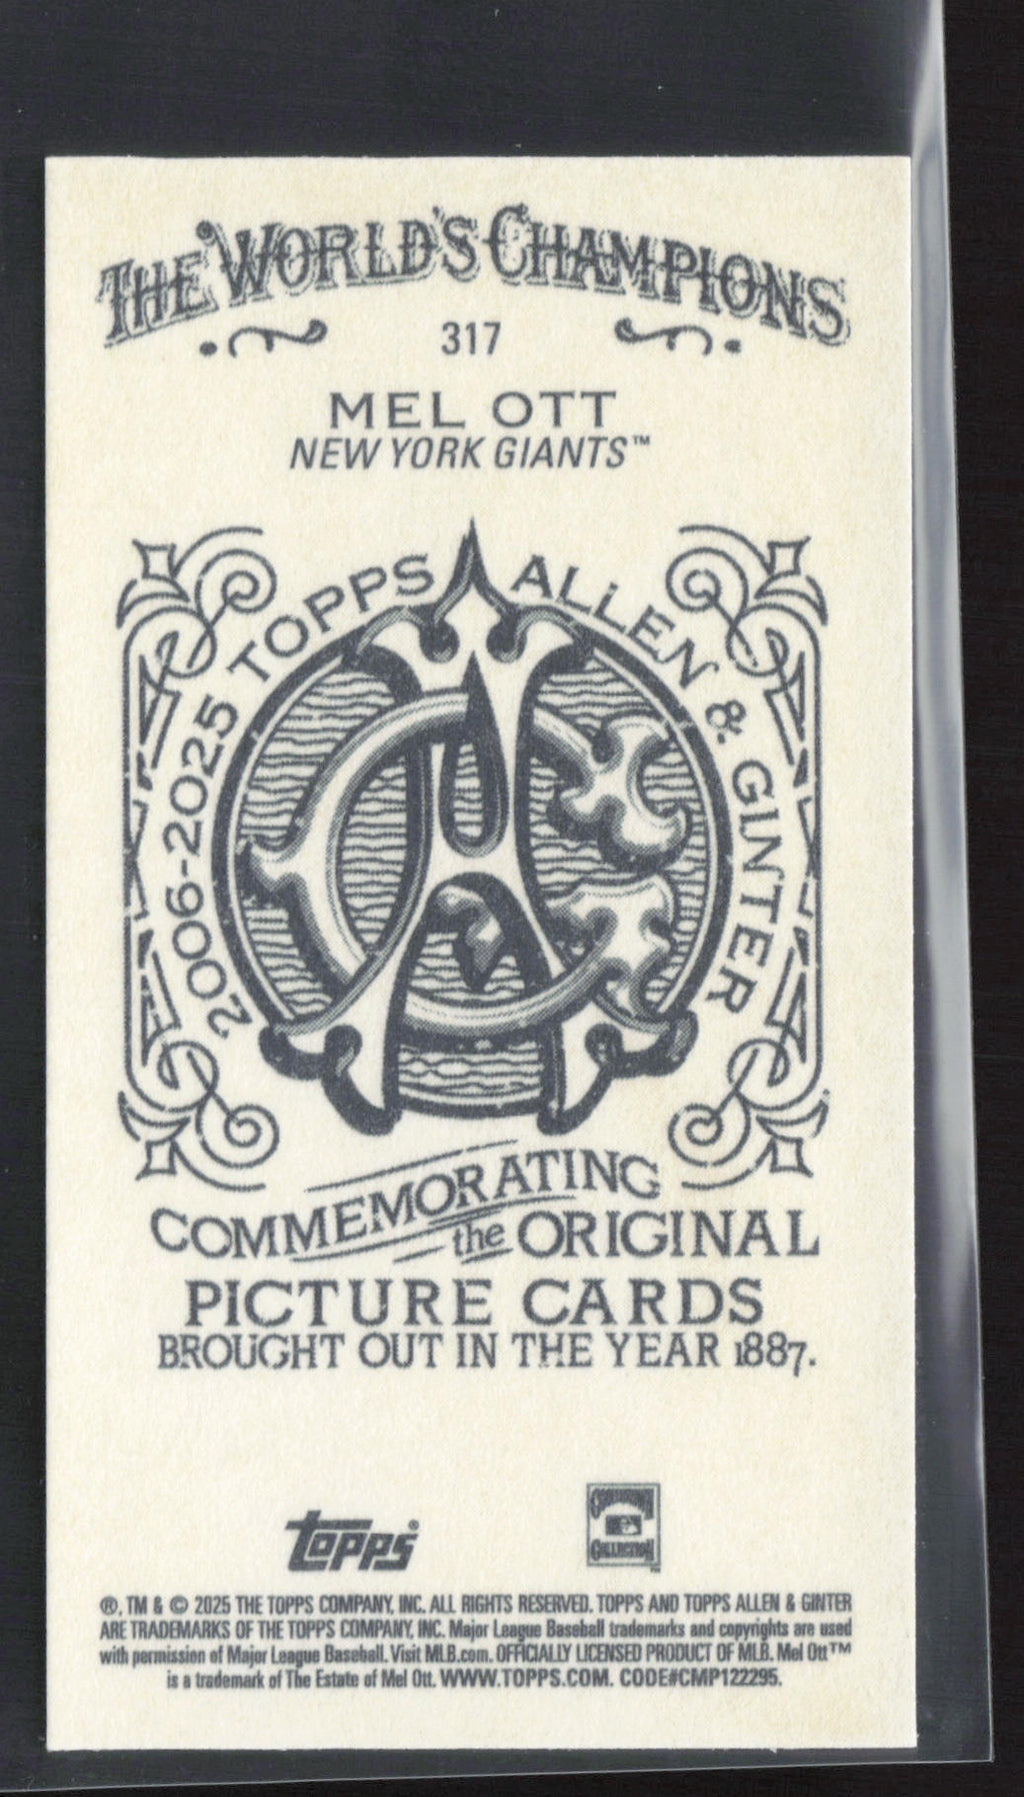 THE WORLD'S CHAMPIONS
317
MEL OTT
NEW YORK GIANTS™
2006-2025 TOPPS ALLEN & GINTER
COMMEMORATING
the ORIGINAL
PICTURE CARDS
BROUGHT OUT IN THE YEAR 1887.
topps®
COLLECTION
®, TM & © 2025 THE TOPPS COMPANY, INC. ALL RIGHTS RESERVED. TOPPS AND TOPPS ALLEN & GINTER
ARE TRADEMARKS OF THE TOPPS COMPANY, INC. Major League Baseball trademarks and copyrights are used
with permission of Major League Baseball. Visit MLB.com. OFFICIALLY LICENSED PRODUCT OF MLB. Mel Ott™
is a trademark of The Estate of Mel Ott. WWW.TOPPS.COM. CODE#CMP122295.